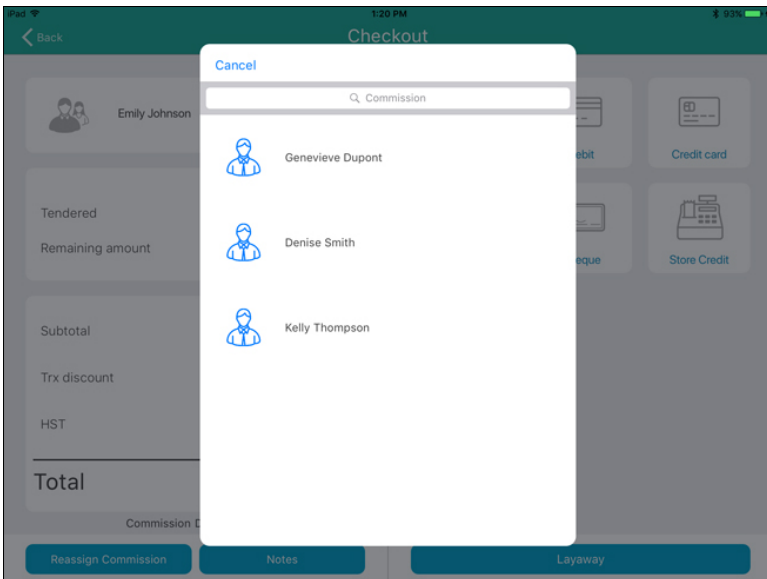 iPad 1:20 PM 93%
Back Checkout
Cancel
Commission
Emily Johnson
Genevieve Dupont
ebit Credit card
Tendered
Denise Smith
Remaining amount
eque Store Credit
Subtotal
Kelly Thompson
Trx discount
HST
Total
Commission D
Reassign Commission Notes Layaway